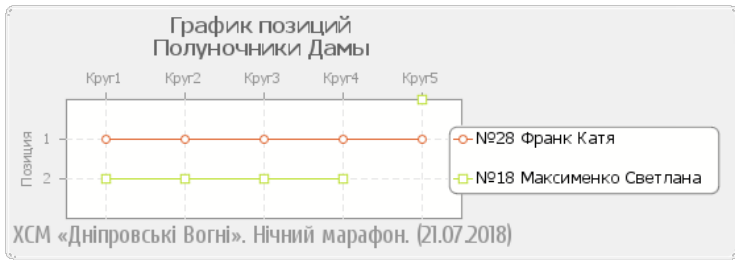 График позиций
Полуночники Дамы
Круг1 Круг2 Круг3 Круг4 Круг5
Позиция
1
2
№28 Франк Катя
№18 Максименко Светлана
ХСМ «Дніпровські Вогні». Нічний марафон. (21.07.2018)